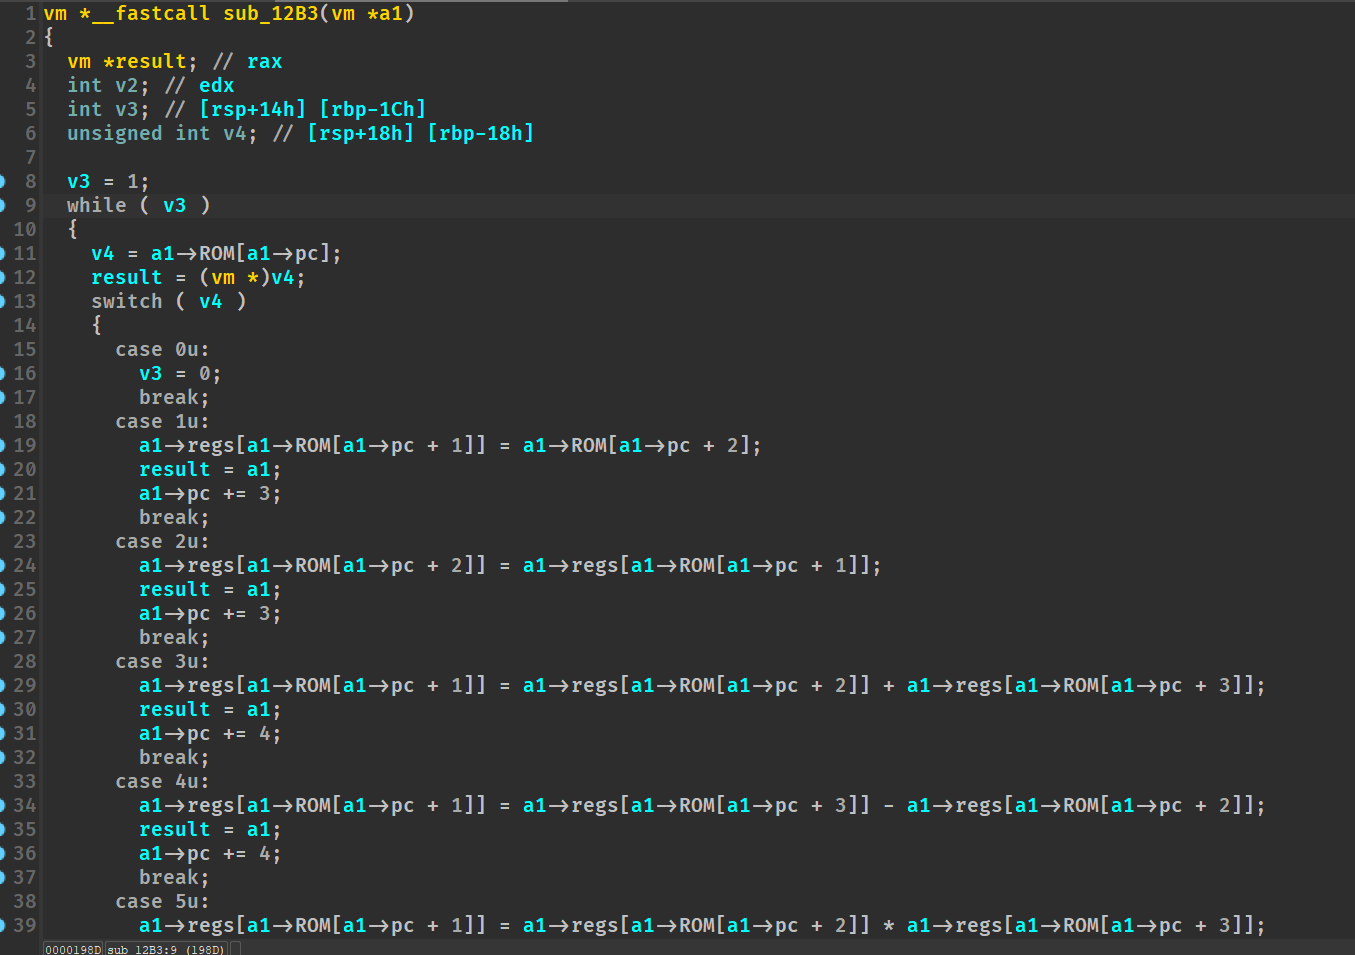 1 vm *__fastcall sub_12B3(vm *a1)
2 {
3   vm *result; // rax
4   int v2; // edx
5   int v3; // [rsp+14h] [rbp-1Ch]
6   unsigned int v4; // [rsp+18h] [rbp-18h]
7
8   v3 = 1;
9   while ( v3 )
10   {
11     v4 = a1->ROM[a1->pc];
12     result = (vm *)v4;
13     switch ( v4 )
14     {
15       case 0u:
16         v3 = 0;
17         break;
18       case 1u:
19         a1->regs[a1->ROM[a1->pc + 1]] = a1->ROM[a1->pc + 2];
20         result = a1;
21         a1->pc += 3;
22         break;
23       case 2u:
24         a1->regs[a1->ROM[a1->pc + 2]] = a1->regs[a1->ROM[a1->pc + 1]];
25         result = a1;
26         a1->pc += 3;
27         break;
28       case 3u:
29         a1->regs[a1->ROM[a1->pc + 1]] = a1->regs[a1->ROM[a1->pc + 2]] + a1->regs[a1->ROM[a1->pc + 3]];
30         result = a1;
31         a1->pc += 4;
32         break;
33       case 4u:
34         a1->regs[a1->ROM[a1->pc + 1]] = a1->regs[a1->ROM[a1->pc + 3]] - a1->regs[a1->ROM[a1->pc + 2]];
35         result = a1;
36         a1->pc += 4;
37         break;
38       case 5u:
39         a1->regs[a1->ROM[a1->pc + 1]] = a1->regs[a1->ROM[a1->pc + 2]] * a1->regs[a1->ROM[a1->pc + 3]];
0000198D sub_12B3:9 (198D)